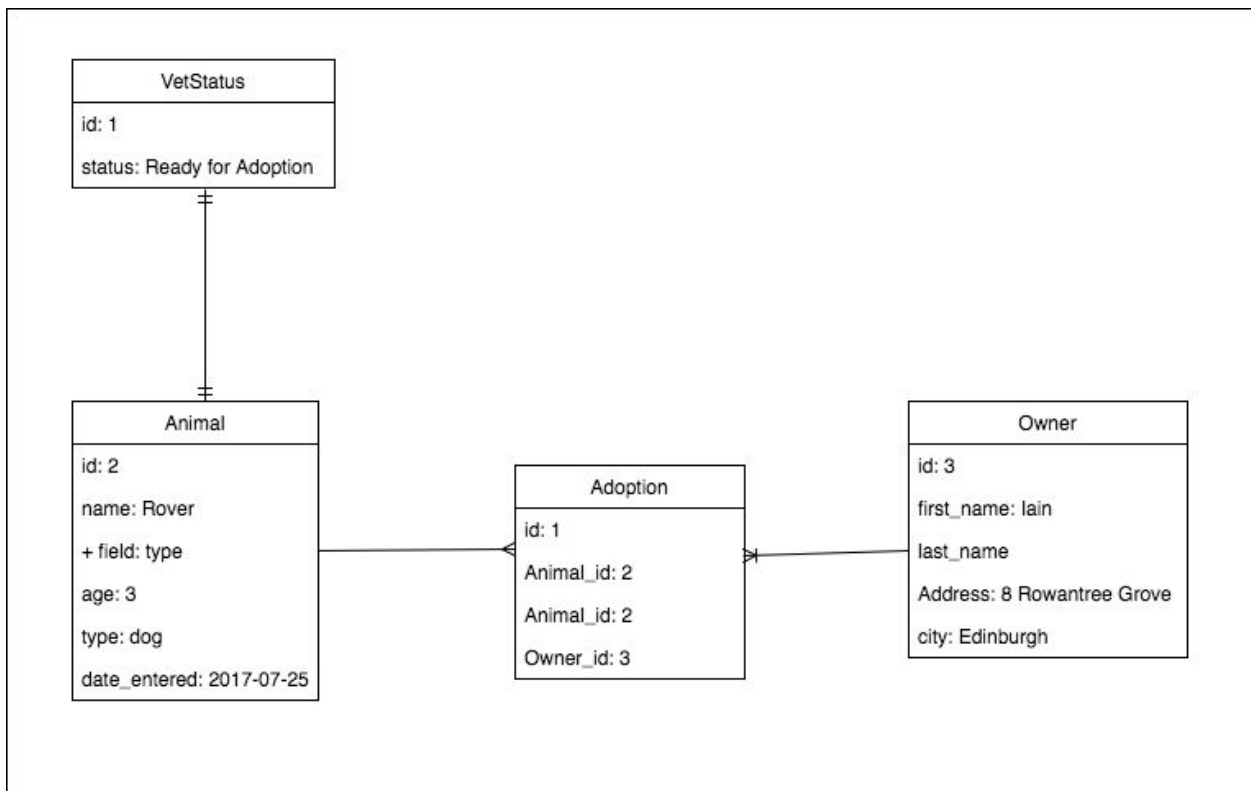 VetStatus
id: 1
status: Ready for Adoption
Animal
id: 2
name: Rover
+ field: type
age: 3
type: dog
date_entered: 2017-07-25
Adoption
id: 1
Animal_id: 2
Animal_id: 2
Owner_id: 3
Owner
id: 3
first_name: Iain
last_name
Address: 8 Rowantree Grove
city: Edinburgh